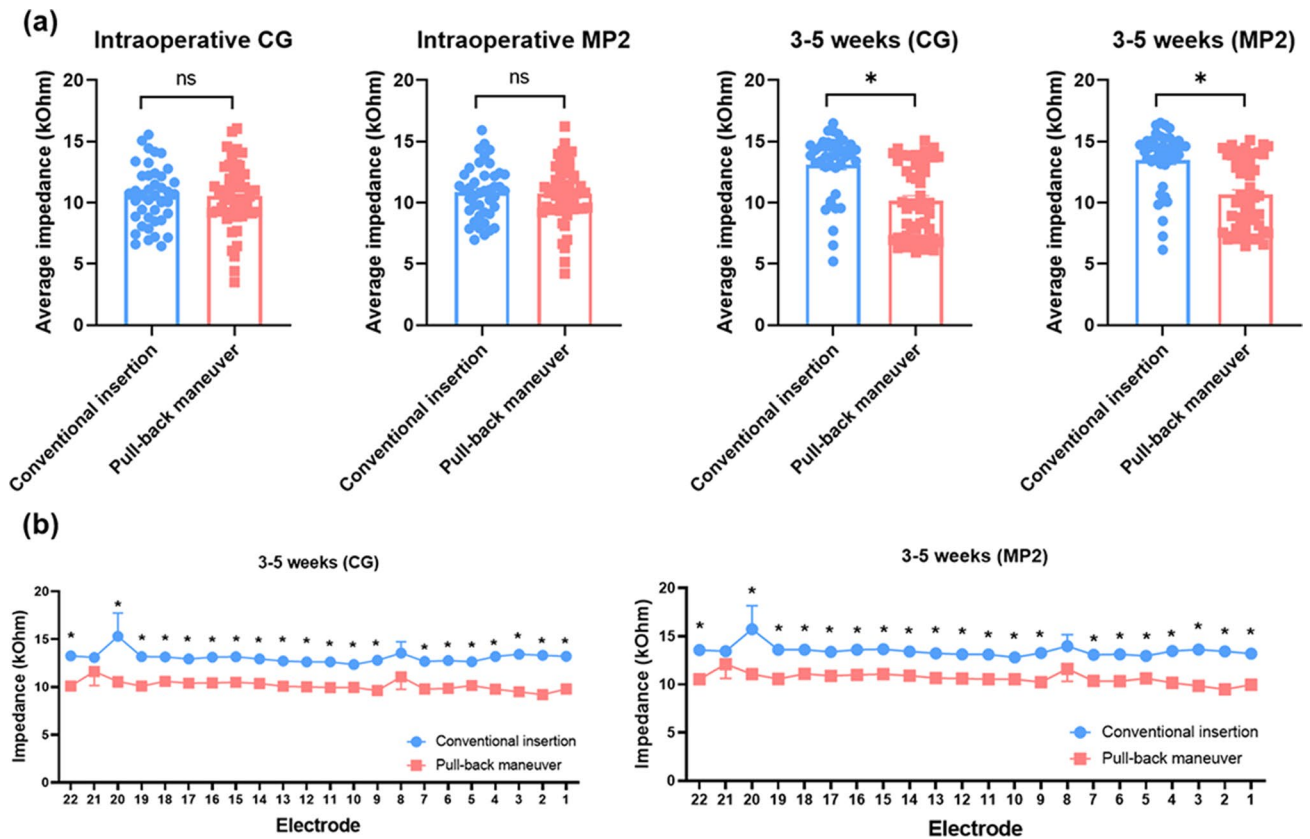 (a)
Intraoperative CG
Intraoperative MP2
3-5 weeks (CG)
3-5 weeks (MP2)
Average impedance (kOhm)
20
15
10
5
0
ns
Conventional insertion
Pull-back maneuver
Average impedance (kOhm)
20
15
10
5
0
ns
Conventional insertion
Pull-back maneuver
Average impedance (kOhm)
20
15
10
5
0
*
Conventional insertion
Pull-back maneuver
Average impedance (kOhm)
20
15
10
5
0
*
Conventional insertion
Pull-back maneuver
(b)
3-5 weeks (CG)
Impedance (kOhm)
20
15
10
5
0
* * * * * * * * * * * * * * * * * * * *
Conventional insertion
Pull-back maneuver
22 21 20 19 18 17 16 15 14 13 12 11 10 9 8 7 6 5 4 3 2 1
Electrode
3-5 weeks (MP2)
Impedance (kOhm)
20
15
10
5
0
* * * * * * * * * * * * * * * * * * * *
Conventional insertion
Pull-back maneuver
22 21 20 19 18 17 16 15 14 13 12 11 10 9 8 7 6 5 4 3 2 1
Electrode